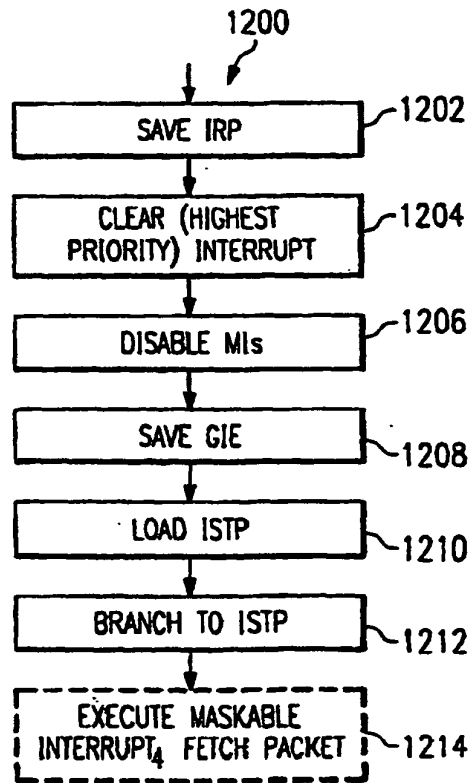 1200
SAVE IRP
1202
CLEAR (HIGHEST
PRIORITY) INTERRUPT
1204
DISABLE MIs
1206
SAVE GIE
1208
LOAD ISTP
1210
BRANCH TO ISTP
1212
EXECUTE MASKABLE
INTERRUPT₄ FETCH PACKET
1214